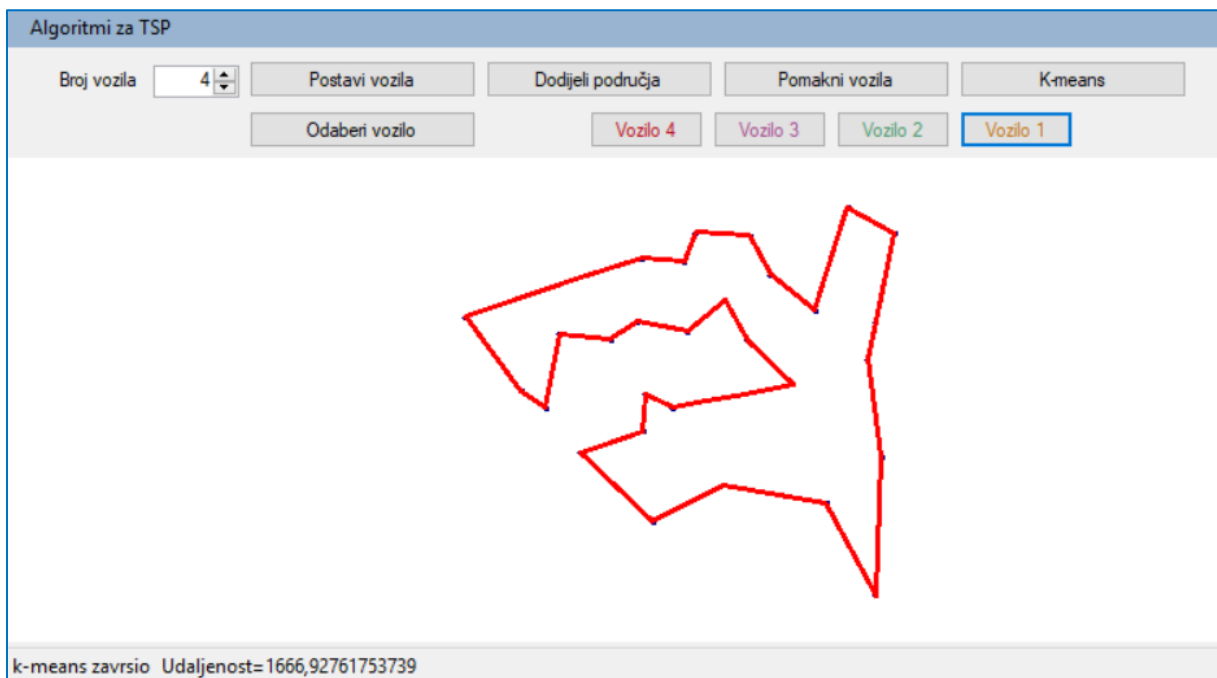 Algoritmi za TSP
Broj vozila 4 Postavi vozila Dodijeli područja Pomakni vozila K-means
Odaberi vozilo Vozilo 4 Vozilo 3 Vozilo 2 Vozilo 1
k-means zavrsio Udaljenost=1666,92761753739